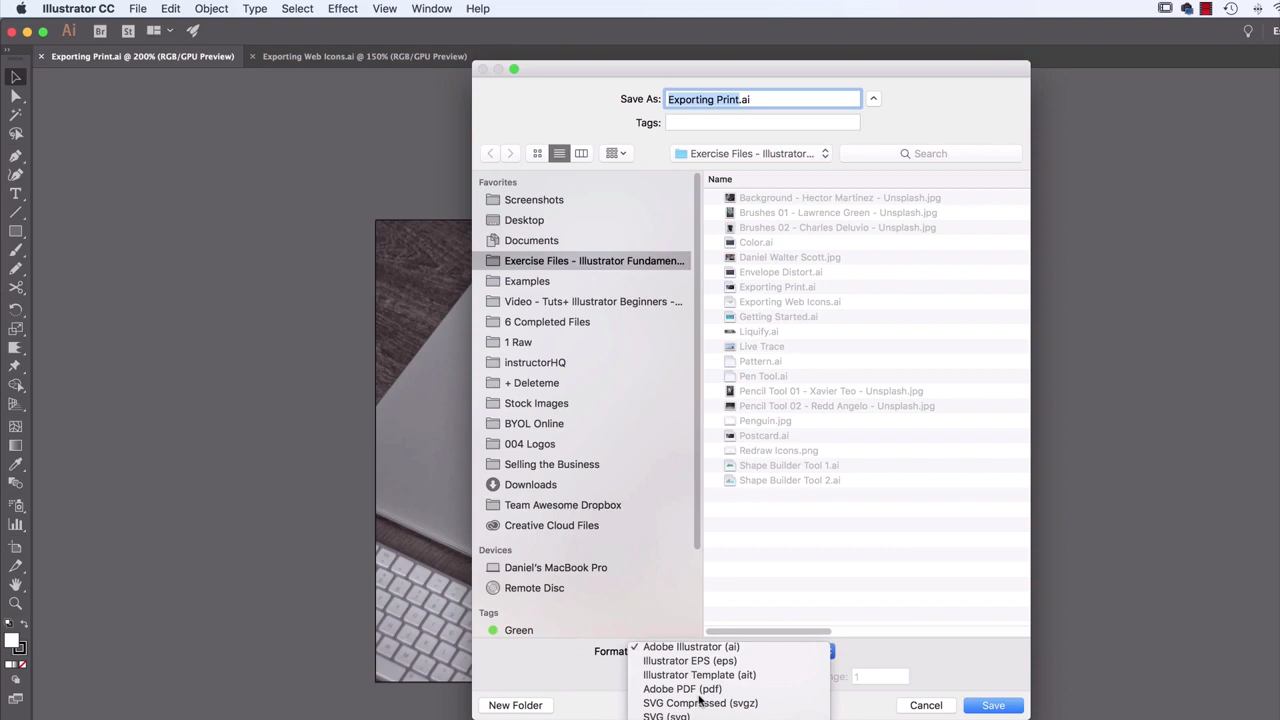 Illustrator CC File Edit Object Type Select Effect View Window Help
Ai Br St
× Exporting Print.ai @ 200% (RGB/GPU Preview) × Exporting Web Icons.ai @ 150% (RGB/GPU Preview)
Save As: Exporting Print.ai
Tags:
Exercise Files - Illustrator... Search
Favorites
Screenshots
Desktop
Documents
Exercise Files - Illustrator Fundamen...
Examples
Video - Tuts+ Illustrator Beginners -...
6 Completed Files
1 Raw
instructorHQ
+ Deleteme
Stock Images
BYOL Online
004 Logos
Selling the Business
Downloads
Team Awesome Dropbox
Creative Cloud Files
Devices
Daniel's MacBook Pro
Remote Disc
Tags
Green
Name
Background - Hector Martinez - Unsplash.jpg
Brushes 01 - Lawrence Green - Unsplash.jpg
Brushes 02 - Charles Deluvio - Unsplash.jpg
Color.ai
Daniel Walter Scott.jpg
Envelope Distort.ai
Exporting Print.ai
Exporting Web Icons.ai
Getting Started.ai
Liquify.ai
Live Trace
Pattern.ai
Pen Tool.ai
Pencil Tool 01 - Xavier Teo - Unsplash.jpg
Pencil Tool 02 - Redd Angelo - Unsplash.jpg
Penguin.jpg
Postcard.ai
Redraw Icons.png
Shape Builder Tool 1.ai
Shape Builder Tool 2.ai
Format
✓ Adobe Illustrator (ai)
Illustrator EPS (eps)
Illustrator Template (ait)
Adobe PDF (pdf)
SVG Compressed (svgz)
SVG (svg)
nge: 1
New Folder Cancel Save